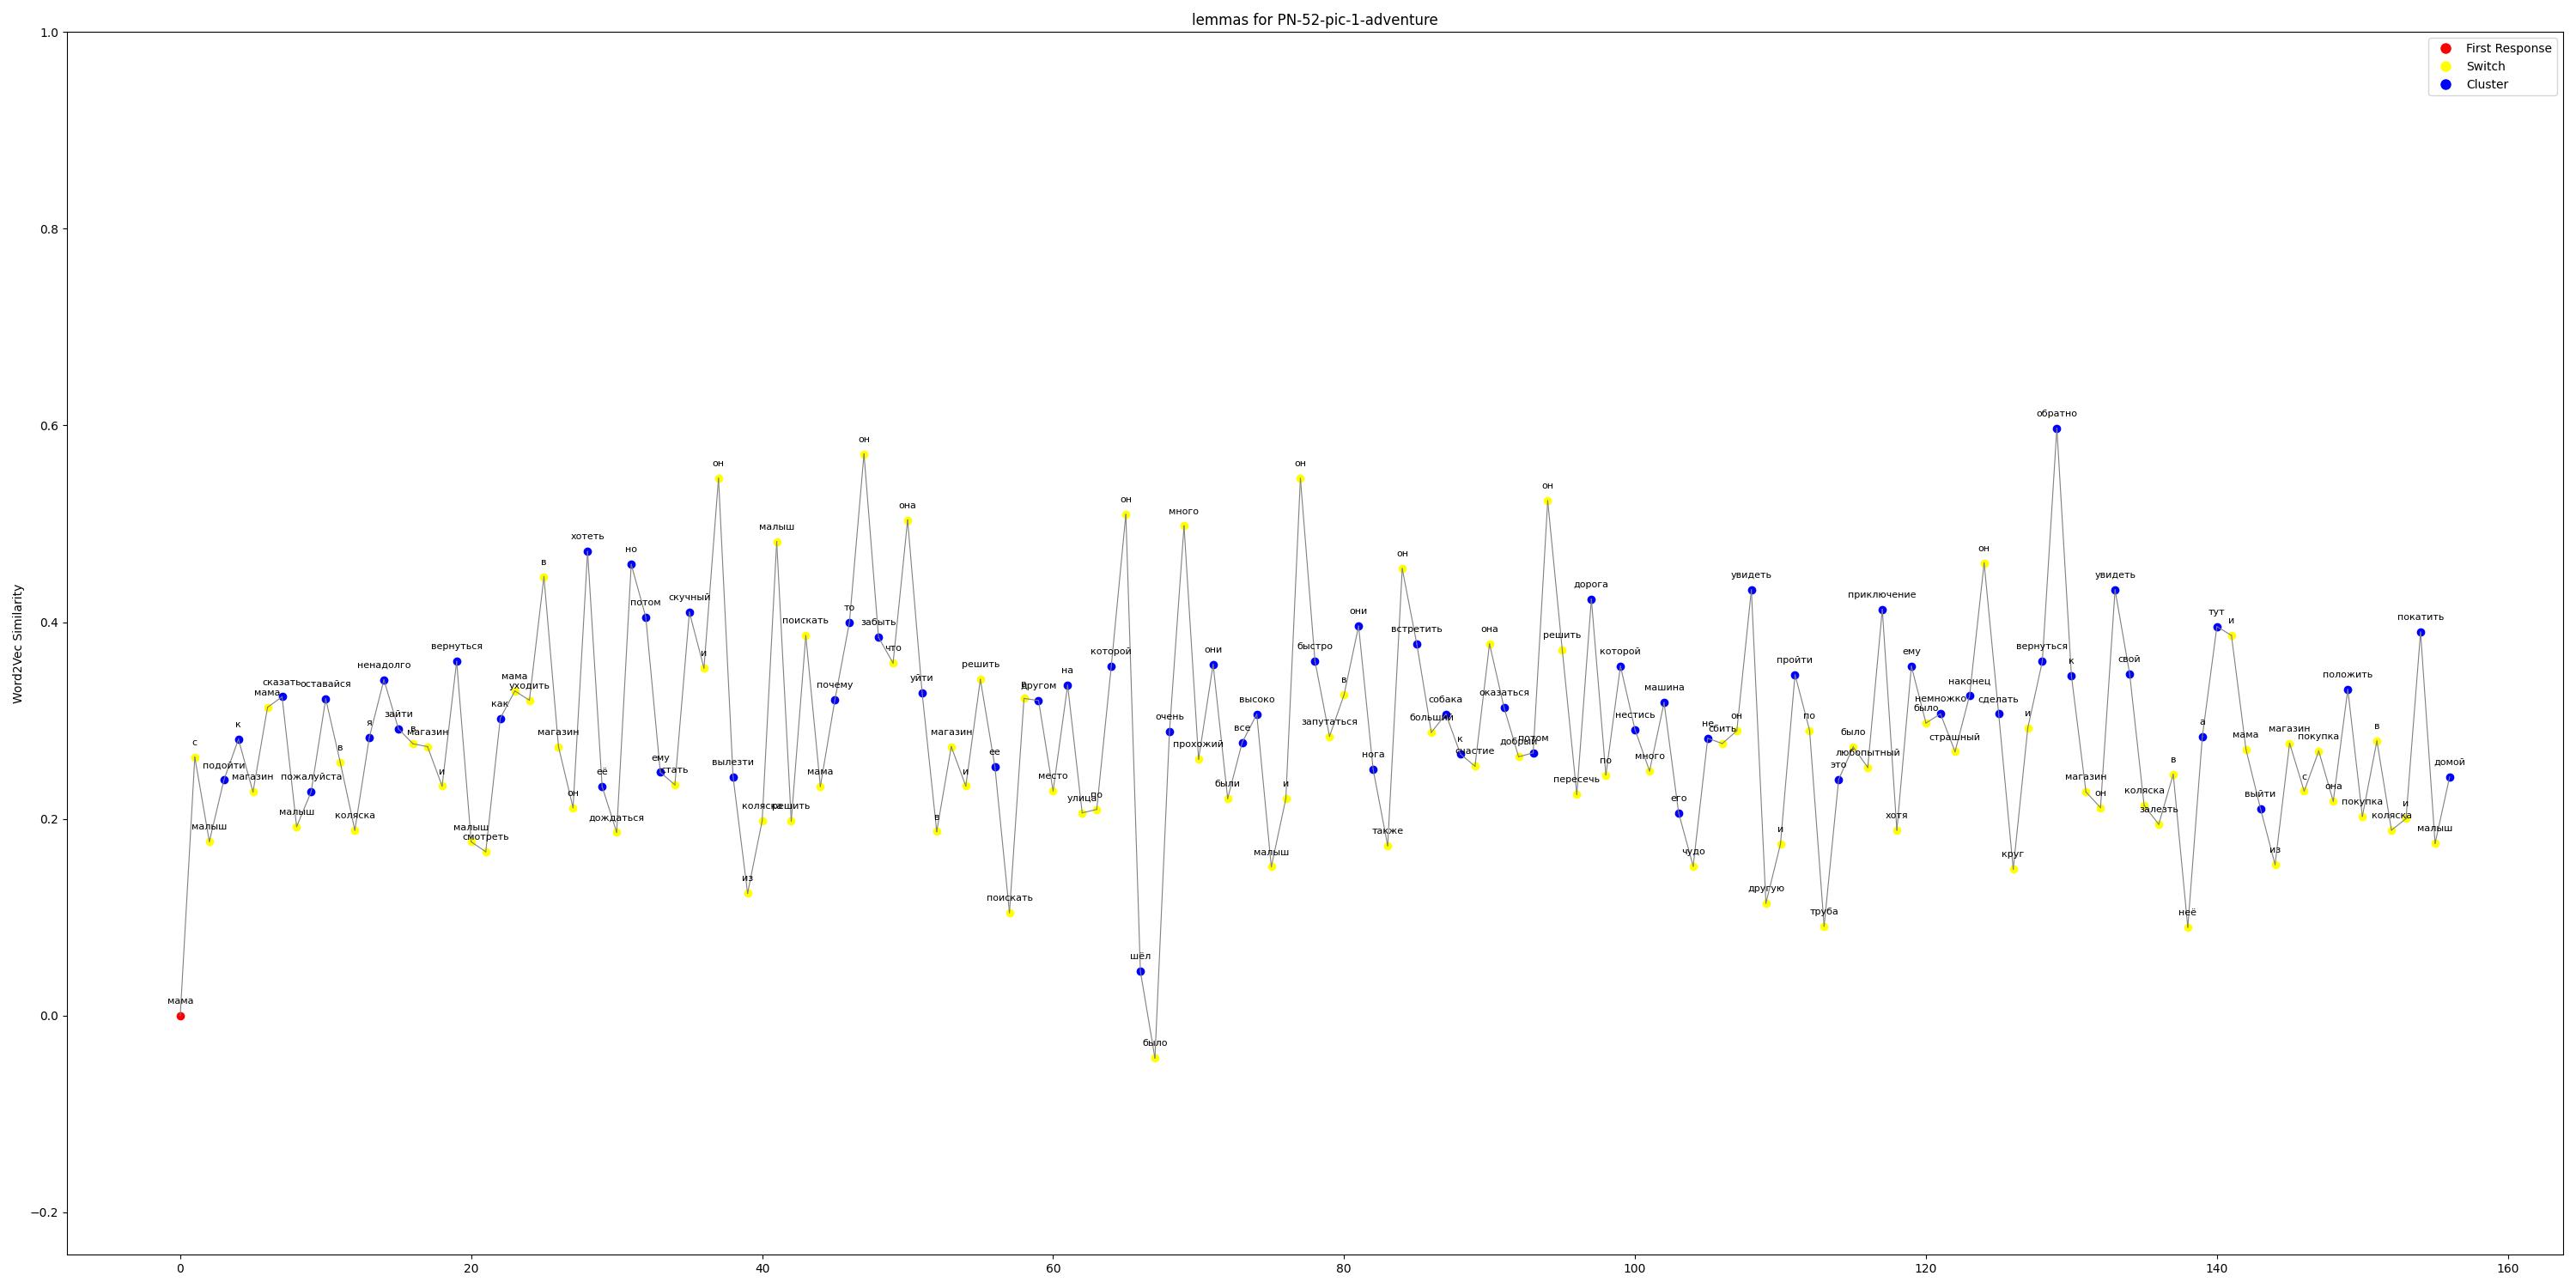 lemmas for PN-52-pic-1-adventure
1.0
0.8
0.6
0.4
0.2
0.0
−0.2
Word2Vec Similarity
First Response
Switch
Cluster
мама
с
малыш
подойти
к
магазин
мама
сказать
малыш
пожалуйста
оставайся
в
коляска
я
ненадолго
зайти
в
магазин
и
вернуться
малыш
смотреть
как
мама
уходить
в
магазин
он
хотеть
её
дождаться
но
потом
ему
стать
скучный
и
он
вылезти
из
коляска
малыш
решить
поискать
мама
почему
то
он
забыть
что
она
уйти
в
магазин
и
решить
ее
поискать
в
другом
место
на
улица
по
которой
он
шёл
было
очень
много
прохожий
они
были
все
высоко
малыш
и
он
быстро
запутаться
в
они
нога
также
он
встретить
больший
собака
к
счастие
она
оказаться
добрый
потом
он
решить
пересечь
дорога
по
которой
нестись
много
машина
его
чудо
не
сбить
он
увидеть
другую
и
пройти
по
труба
это
было
любопытный
приключение
хотя
ему
было
немножко
страшный
наконец
он
сделать
круг
и
вернуться
обратно
к
магазин
он
увидеть
свой
коляска
залезть
в
неё
а
тут
и
мама
выйти
из
магазин
с
покупка
она
положить
покупка
в
коляска
и
покатить
малыш
домой
0
20
40
60
80
100
120
140
160